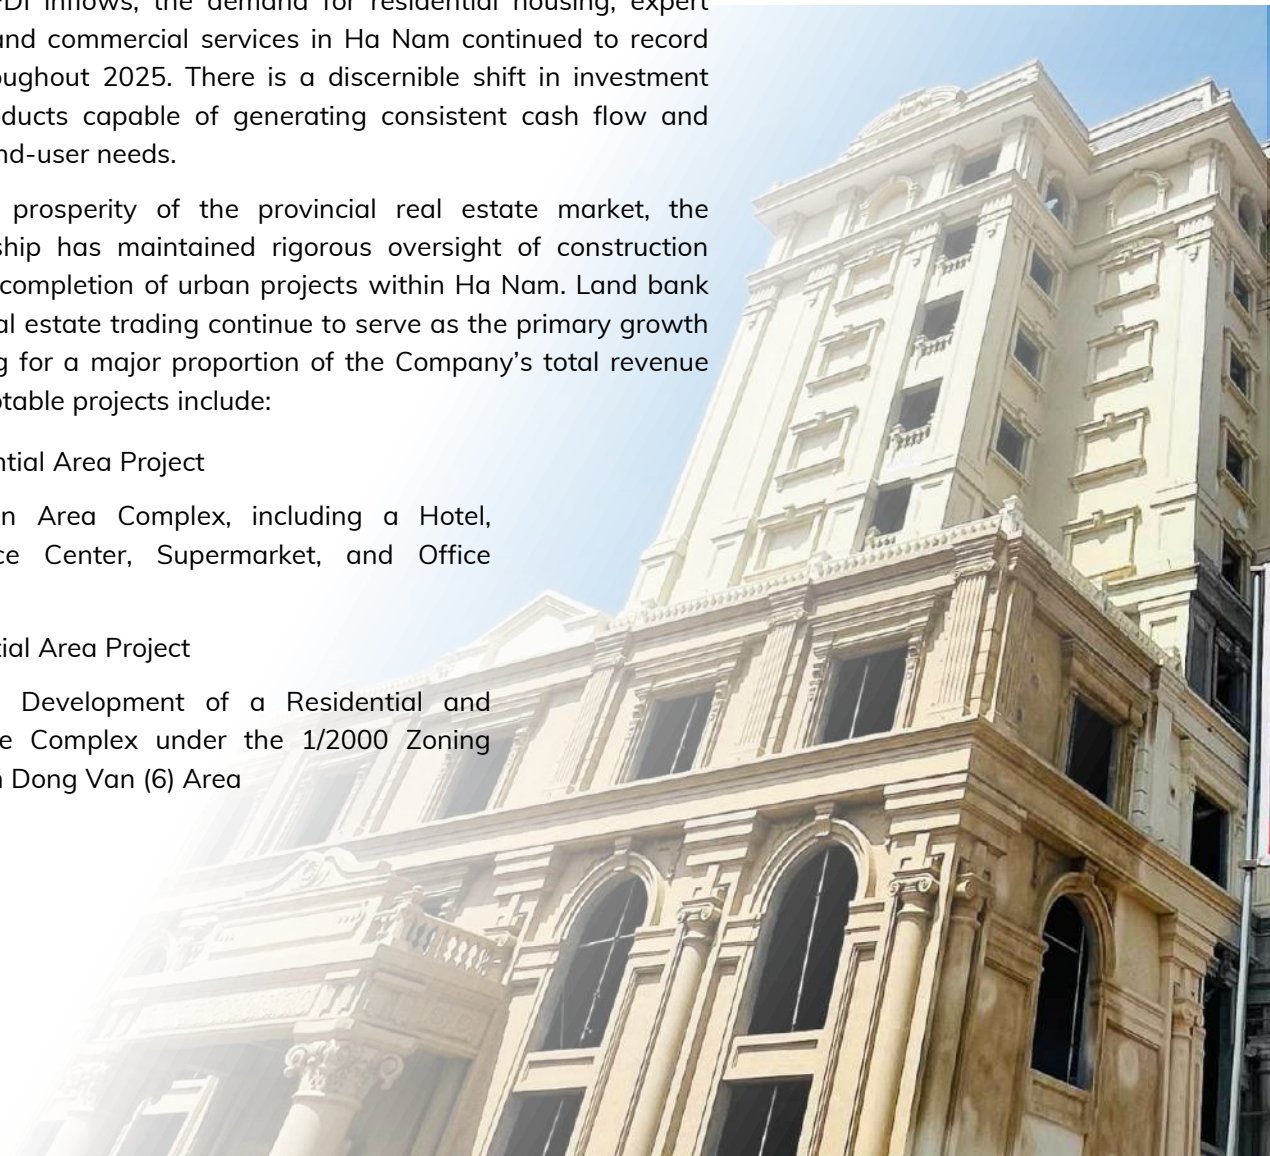 inflows, the demand for residential housing, expert
and commercial services in Ha Nam continued to record
oughout 2025. There is a discernible shift in investment
ducts capable of generating consistent cash flow and
nd-user needs.
prosperity of the provincial real estate market, the
ship has maintained rigorous oversight of construction
completion of urban projects within Ha Nam. Land bank
al estate trading continue to serve as the primary growth
g for a major proportion of the Company’s total revenue
otable projects include:
ntial Area Project
n Area Complex, including a Hotel,
ce Center, Supermarket, and Office
tial Area Project
Development of a Residential and
e Complex under the 1/2000 Zoning
Dong Van (6) Area